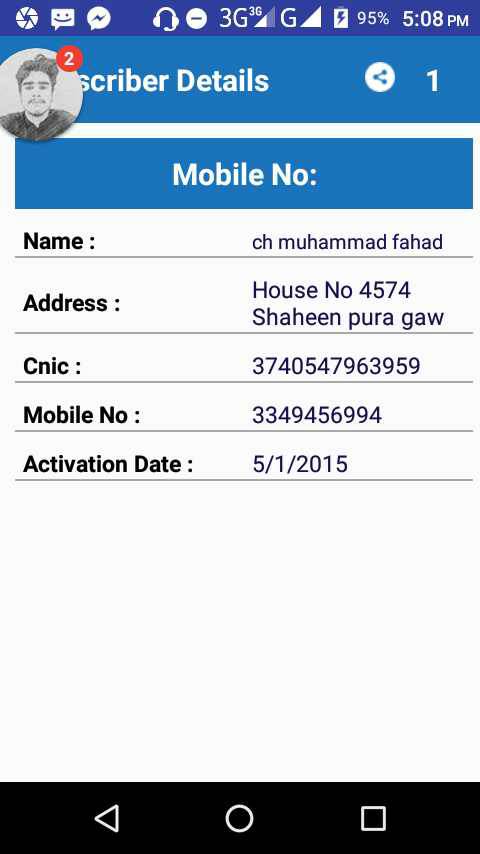 3G 3G G 95% 5:08 PM
2
scriber Details 1
Mobile No:
Name : ch muhammad fahad
Address : House No 4574
Shaheen pura gaw
Cnic : 3740547963959
Mobile No : 3349456994
Activation Date : 5/1/2015